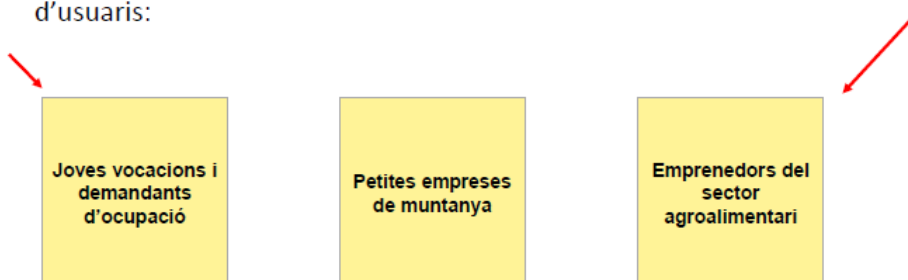 d’usuaris:
Joves vocacions i
demandants
d’ocupació
Petites empreses
de muntanya
Emprenedors del
sector
agroalimentari